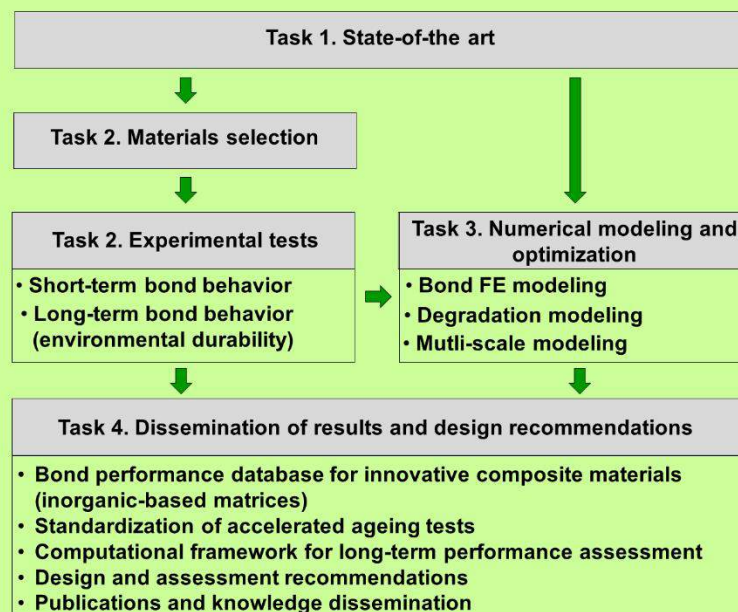 Task 1. State-of-the art
Task 2. Materials selection
Task 2. Experimental tests
• Short-term bond behavior
• Long-term bond behavior
(environmental durability)
Task 3. Numerical modeling and
optimization
• Bond FE modeling
• Degradation modeling
• Mutli-scale modeling
Task 4. Dissemination of results and design recommendations
• Bond performance database for innovative composite materials
(inorganic-based matrices)
• Standardization of accelerated ageing tests
• Computational framework for long-term performance assessment
• Design and assessment recommendations
• Publications and knowledge dissemination